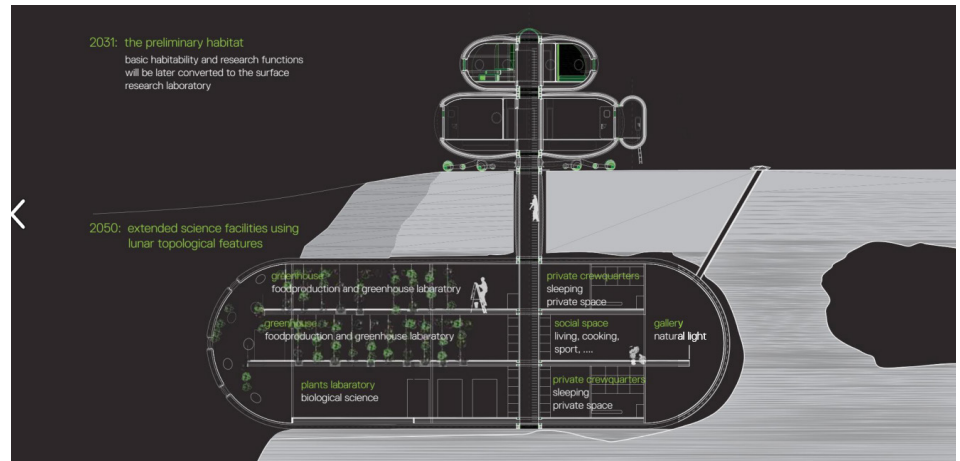 2031: the preliminary habitat
basic habitability and research functions
will be later converted to the surface
research laboratory
2050: extended science facilities using
lunar topological features
greenhouse
foodproduction and greenhouse laboratory
private crewquarters
sleeping
private space
greenhouse
foodproduction and greenhouse laboratory
social space
living, cooking,
sport, ....
gallery
natural light
plants labaratory
biological science
private crewquarters
sleeping
private space